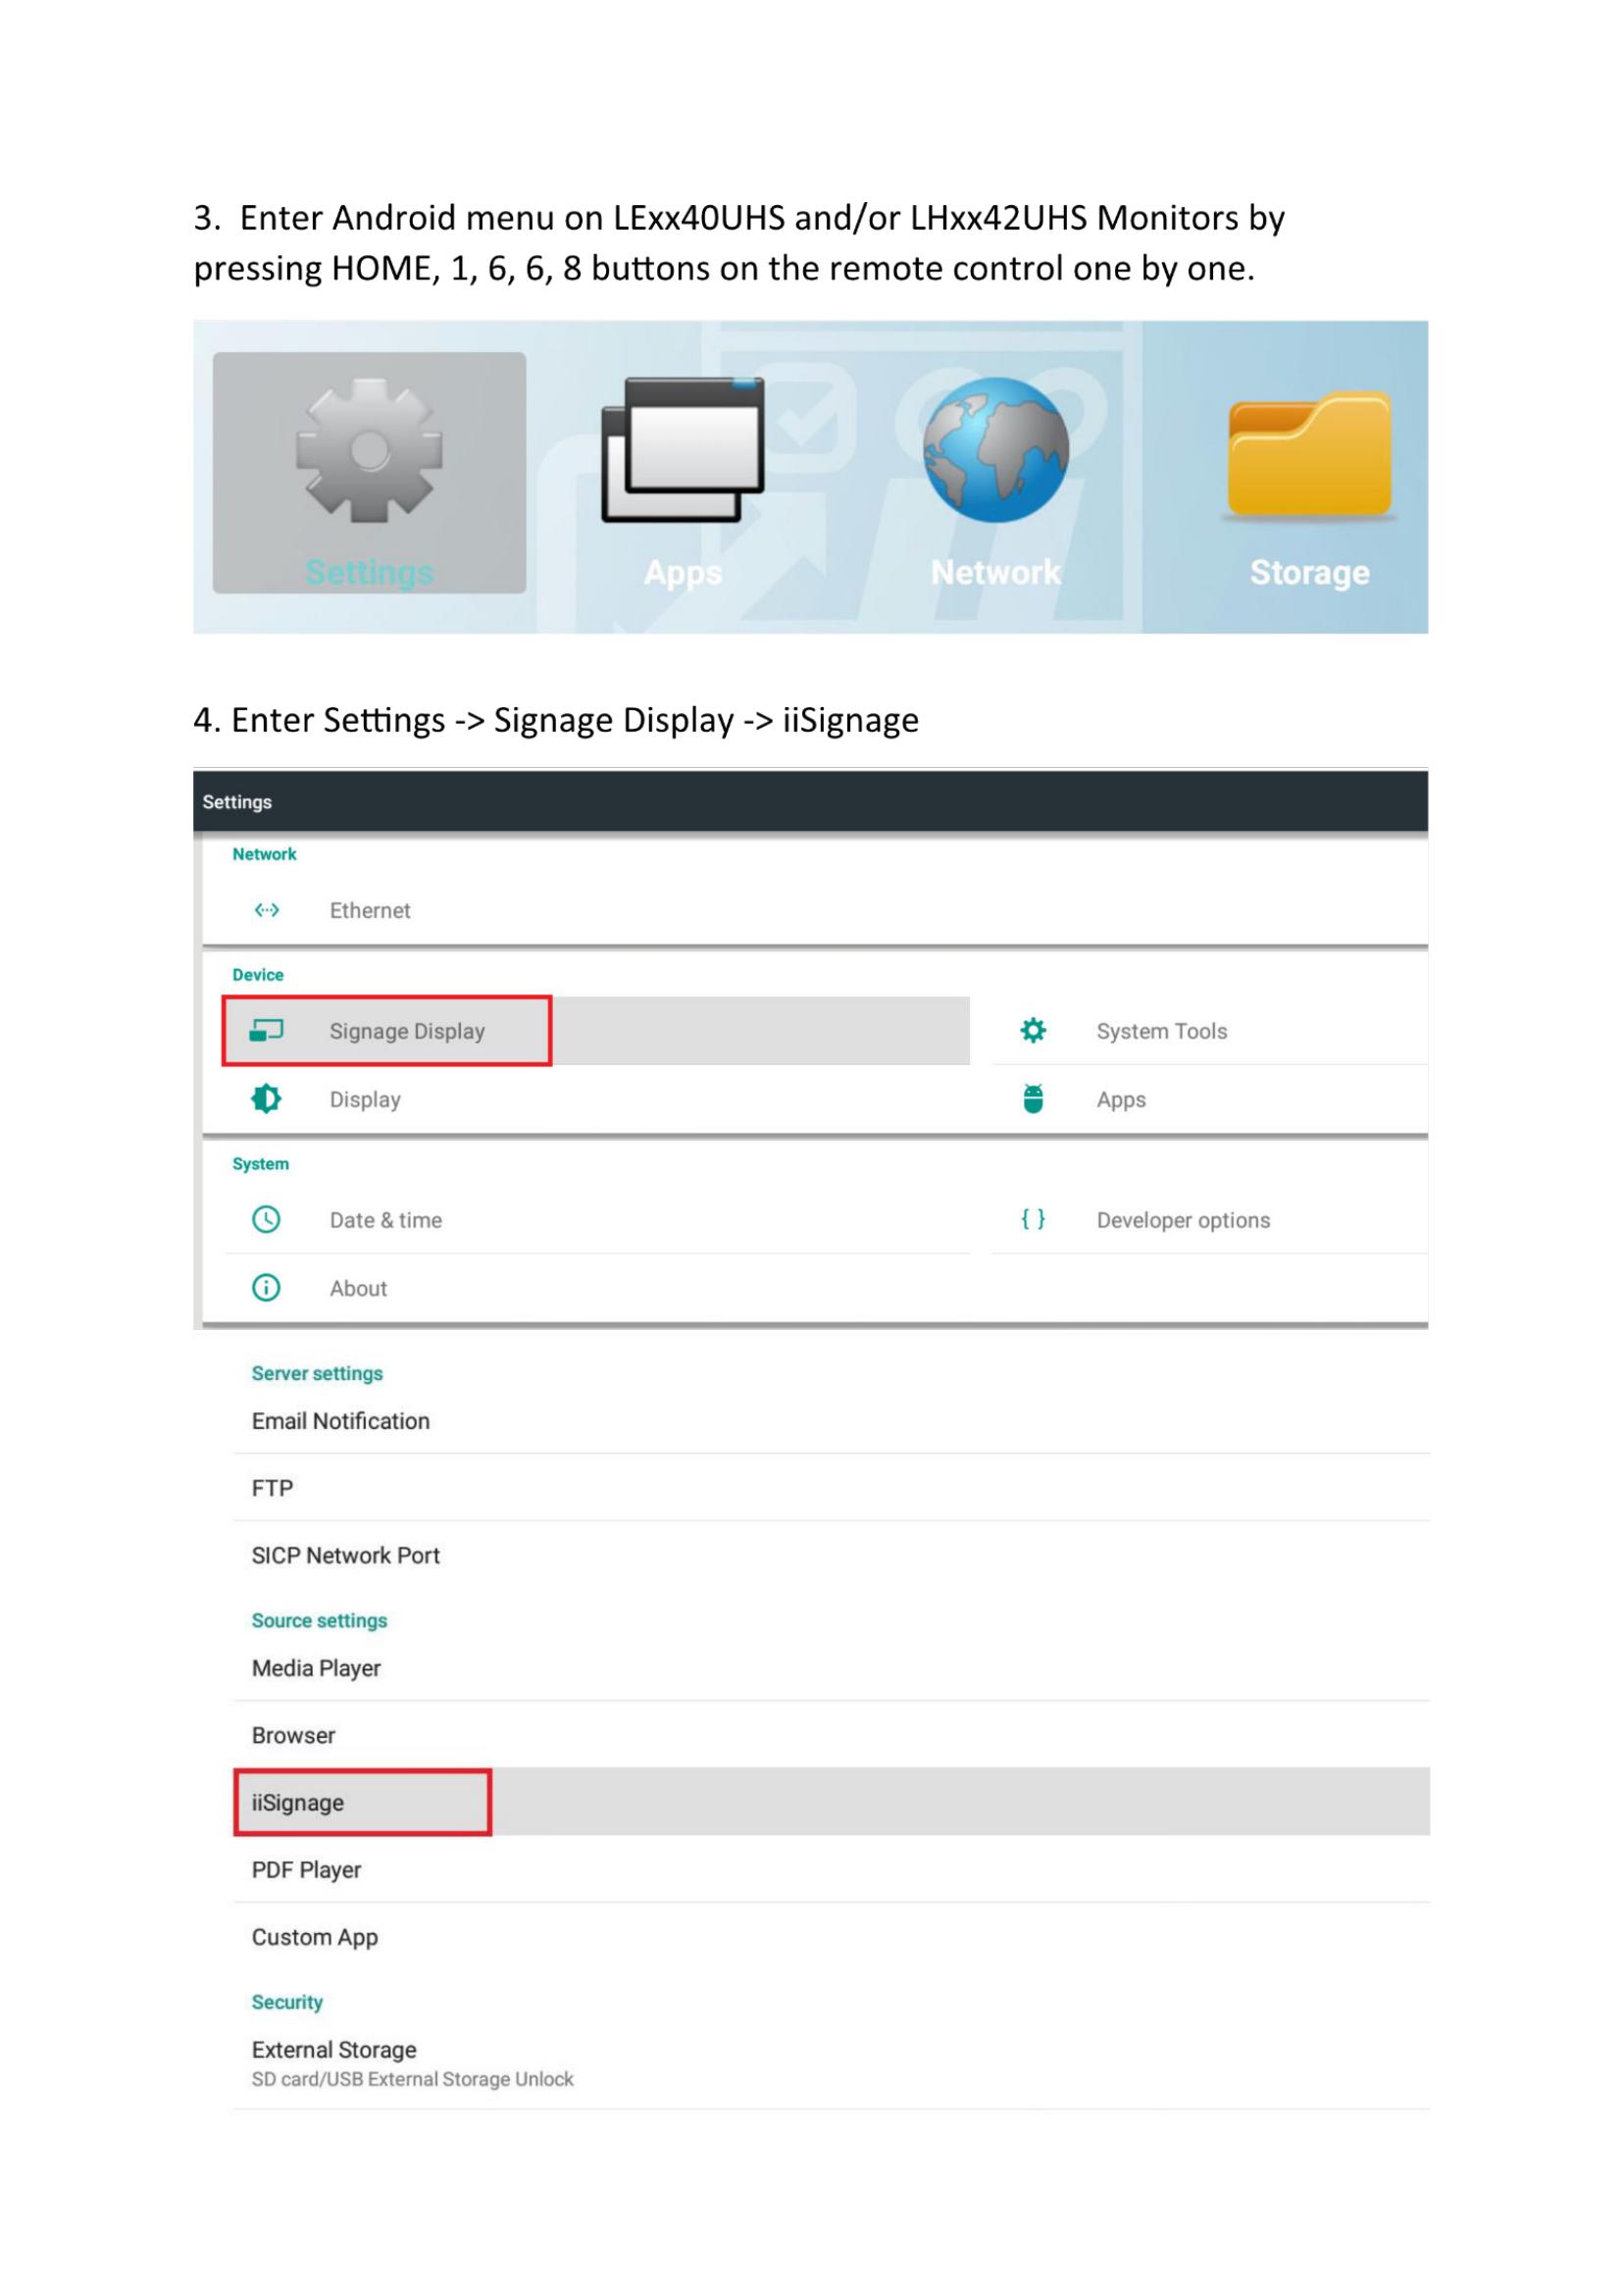 3. Enter Android menu on LExx40UHS and/or LHxx42UHS Monitors by
pressing HOME, 1, 6, 6, 8 buttons on the remote control one by one.
Settings
Apps
Network
Storage
4. Enter Settings -> Signage Display -> iiSignage
Settings
Network
Ethernet
Device
Signage Display
System Tools
Display
Apps
System
Date & time
Developer options
About
Server settings
Email Notification
FTP
SICP Network Port
Source settings
Media Player
Browser
iiSignage
PDF Player
Custom App
Security
External Storage
SD card/USB External Storage Unlock